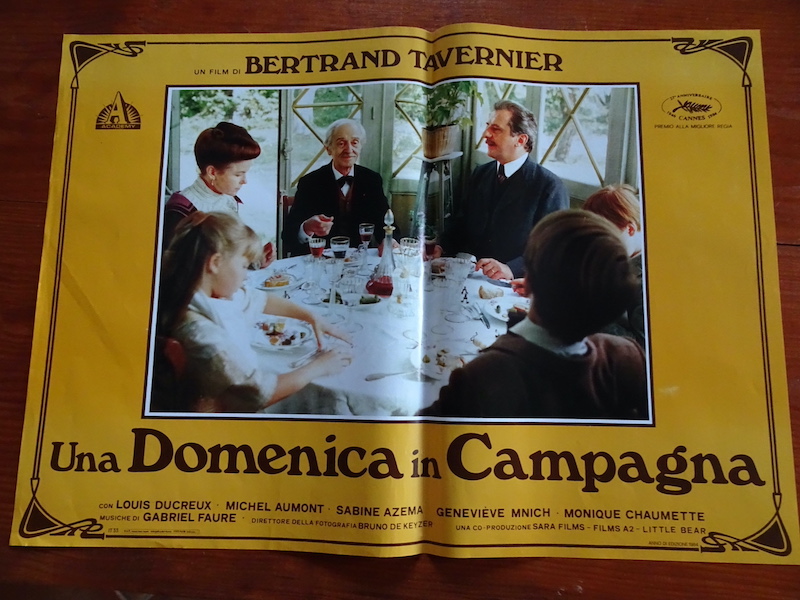 UN FILM DI BERTRAND TAVERNIER
ACADEMY
CANNES
PREMIO ALLA MIGLIORE REGIA
Una Domenica in Campagna
CON LOUIS DUCREUX · MICHEL AUMONT · SABINE AZEMA GENEVIÈVE MNICH · MONIQUE CHAUMETTE
MUSICHE DI GABRIEL FAURE · DIRETTORE DELLA FOTOGRAFIA BRUNO DE KEYZER UNA CO-PRODUZIONE SARA FILMS - FILMS A2 - LITTLE BEAR